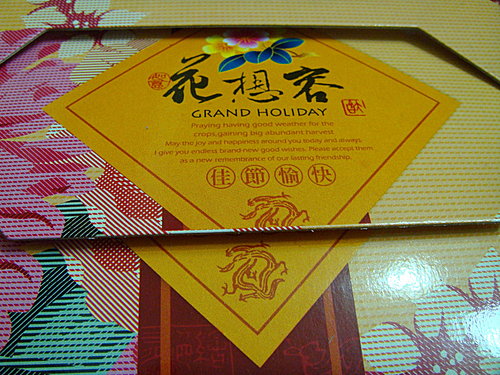 花想容
GRAND HOLIDAY
Praying having good weather for the
crops,gaining big abundant harvest
May the joy and happiness around you today and always.
I give you endless brand-new good wishes. Please accept them
as a new remembrance of our lasting friendship.
佳節愉快